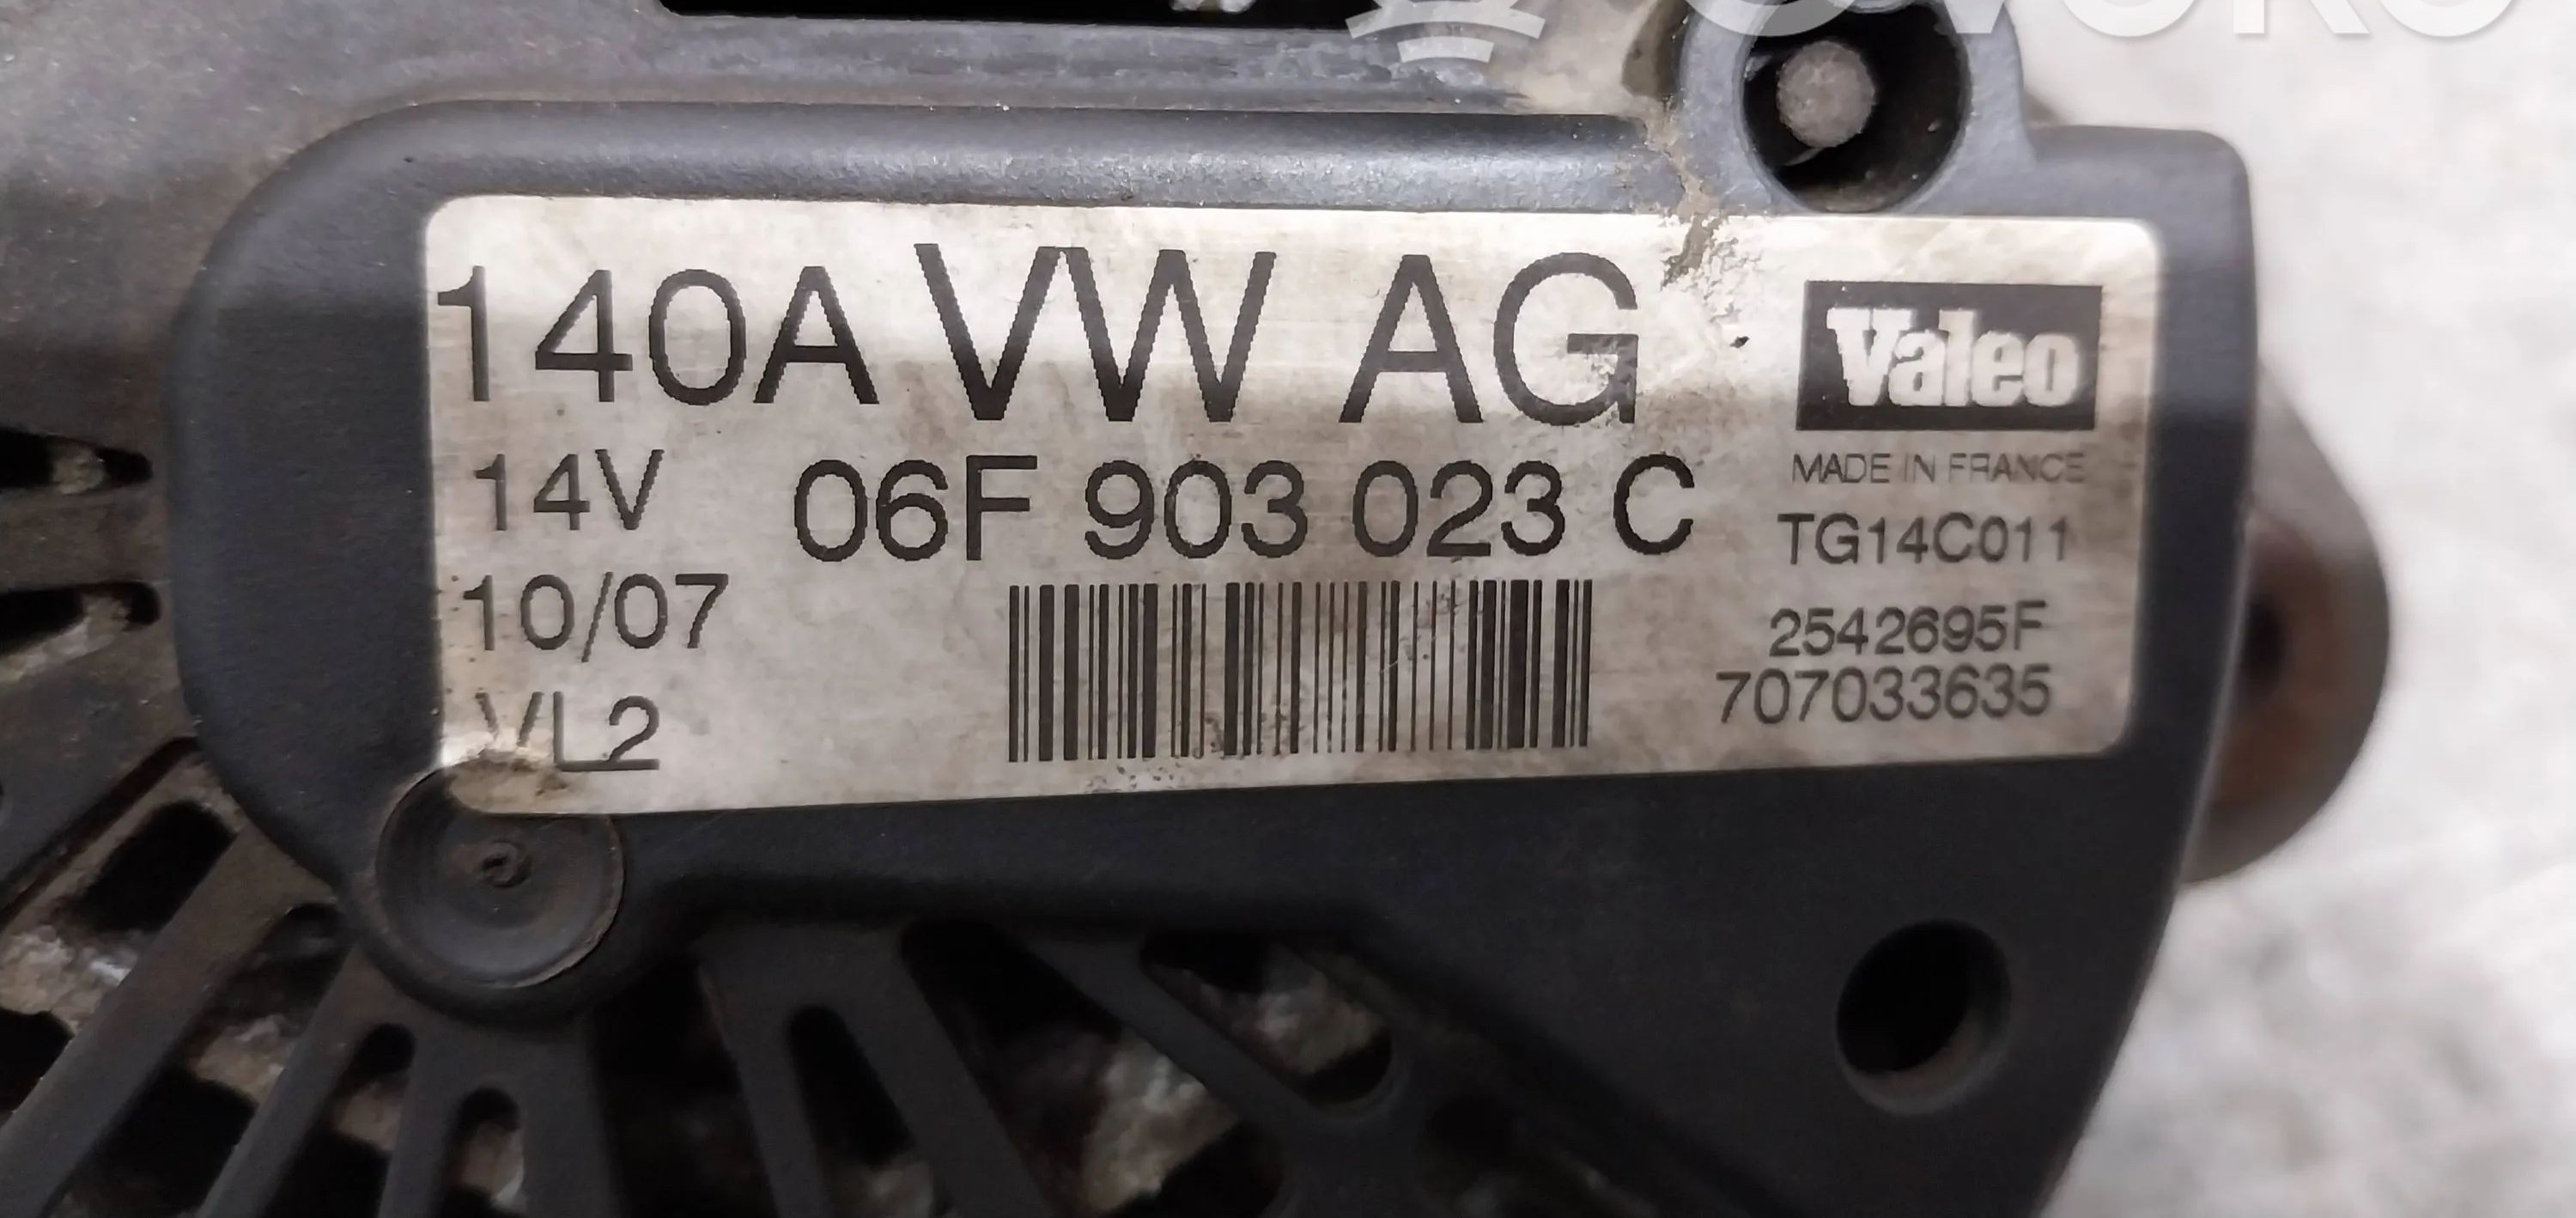 140A VW AG
Valeo
14V 06F 903 023 C
MADE IN FRANCE
TG14C011
10/07
2542695F
VL2
707033635